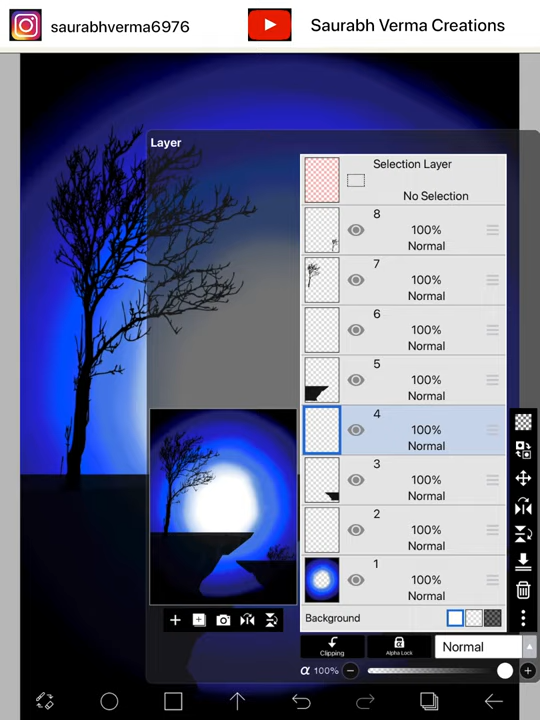 saurabhverma6976
Saurabh Verma Creations
Layer
Selection Layer
No Selection
8
100%
Normal
7
100%
Normal
6
100%
Normal
5
100%
Normal
4
100%
Normal
3
100%
Normal
2
100%
Normal
1
100%
Normal
Background
Clipping
Alpha Lock
Normal
α 100%